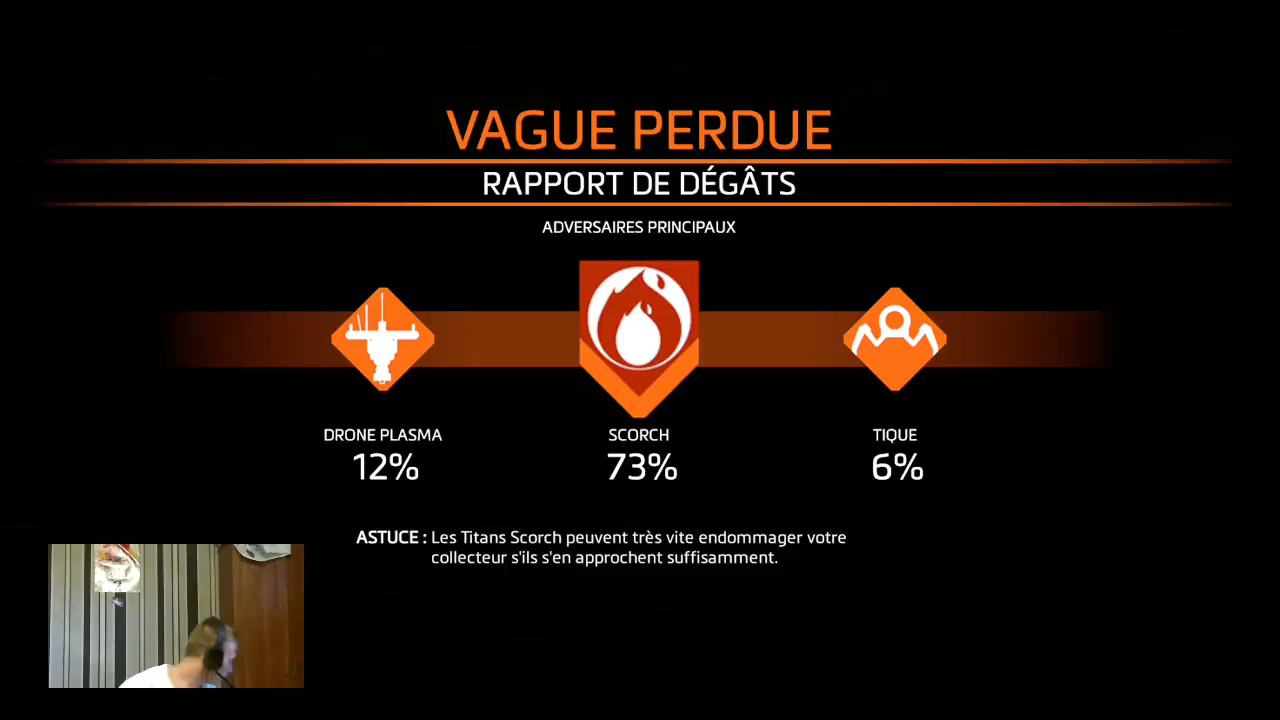 VAGUE PERDUE
RAPPORT DE DÉGÂTS
ADVERSAIRES PRINCIPAUX
DRONE PLASMA
12%
SCORCH
73%
TIQUE
6%
ASTUCE : Les Titans Scorch peuvent très vite endommager votre
collecteur s'ils s'en approchent suffisamment.